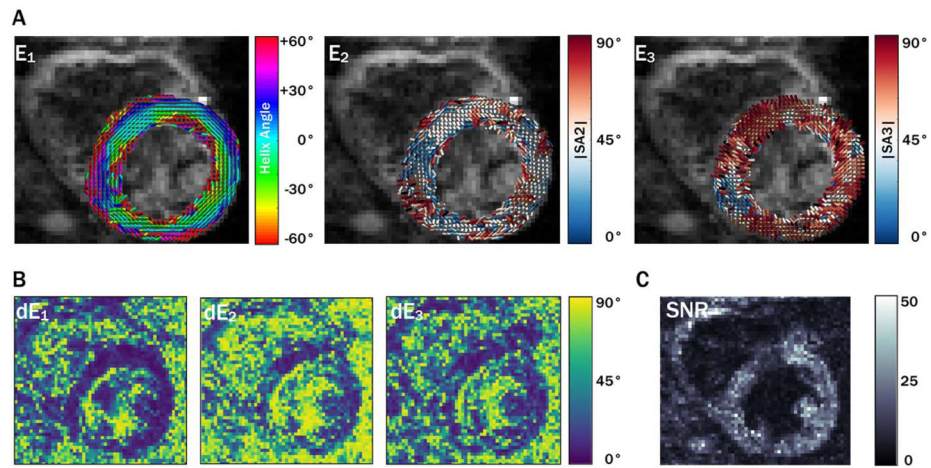 A
E₁
+60°
+30°
0°
-30°
-60°
Helix Angle
E₂
90°
45°
0°
|SA2|
E₃
90°
45°
0°
|SA3|
B
dE₁
dE₂
dE₃
90°
45°
0°
C
SNR
50
25
0